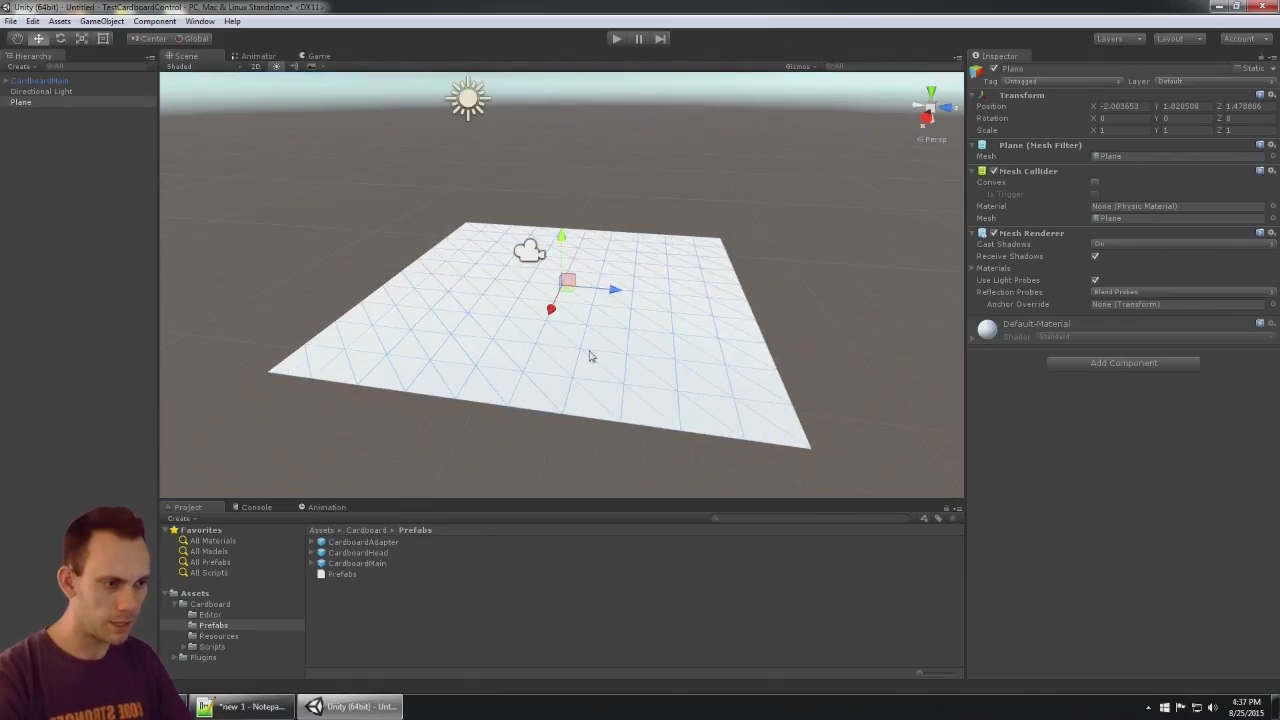 Unity (64bit) - Untitled - TestCardboardControl - PC, Mac & Linux Standalone* <DX11>
File Edit Assets GameObject Component Window Help
Center Global Layers Layout Account
Hierarchy Scene Animator Game Inspector
Create All Shaded 2D Gizmos All Plane Static
CardboardMain Tag Untagged Layer Default
Directional Light Transform
Plane Position X -2.003653 Y 1.828508 Z 1.478806
Rotation X 0 Y 0 Z 0
Scale X 1 Y 1 Z 1
x z
Persp
Plane (Mesh Filter)
Mesh Plane
Mesh Collider
Convex
Is Trigger
Material None (Physic Material)
Mesh Plane
Mesh Renderer
Cast Shadows On
Receive Shadows
Materials
Use Light Probes
Reflection Probes Blend Probes
Anchor Override None (Transform)
Default-Material
Shader Standard
Add Component
Project Console Animation
Create
Favorites Assets Cardboard Prefabs
All Materials CardboardAdapter
All Models CardboardHead
All Prefabs CardboardMain
All Scripts Prefabs
Assets
Cardboard
Editor
Prefabs
Resources
Scripts
Plugins
CODE STRONGER
*new 1 - Notepa... Unity (64bit) - Unt...
4:37 PM
8/25/2015